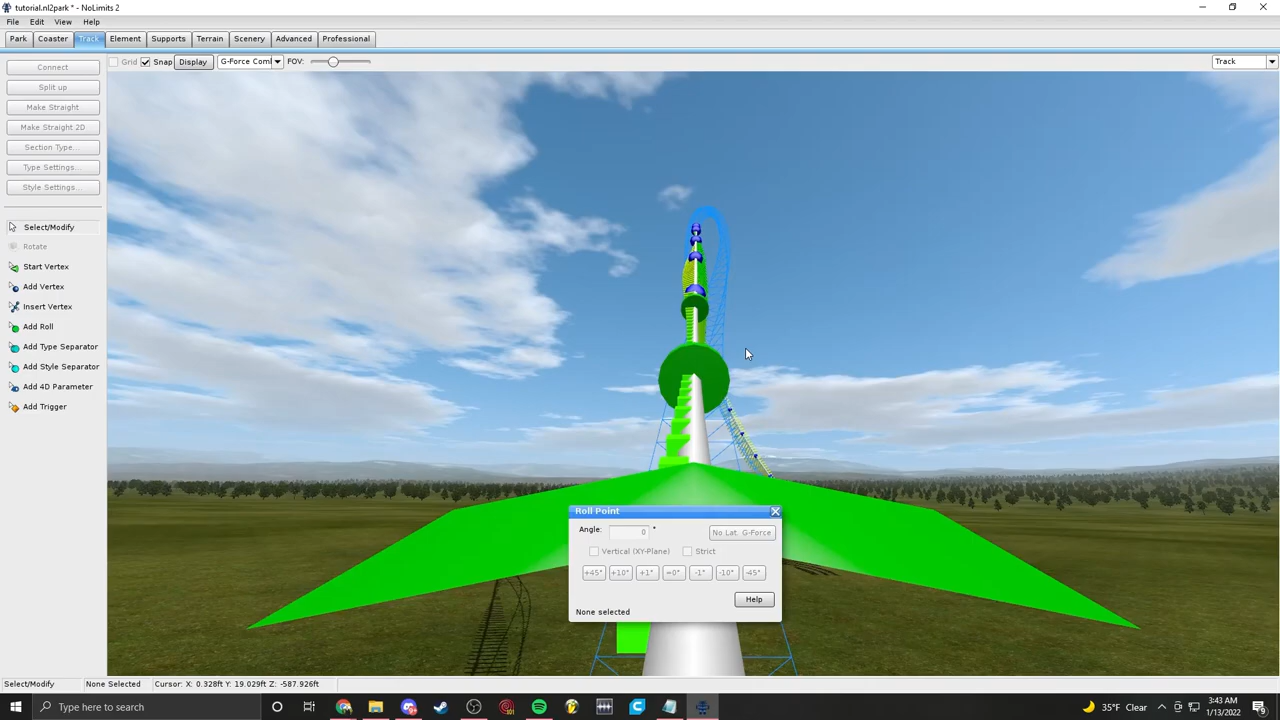 tutorial.nl2park * - NoLimits 2
File Edit View Help
Park Coaster Track Element Supports Terrain Scenery Advanced Professional
Grid Snap Display G-Force Coml FOV: Track
Connect
Split up
Make Straight
Make Straight 2D
Section Type...
Type Settings...
Style Settings...
Select/Modify
Rotate
Start Vertex
Add Vertex
Insert Vertex
Add Roll
Add Type Separator
Add Style Separator
Add 4D Parameter
Add Trigger
Roll Point
Angle: 0 ° No Lat. G-Force
Vertical (XY-Plane) Strict
+45° +10° +1° =0° -1° -10° -45°
Help
None selected
Select/Modify None Selected Cursor: X: 0.328ft Y: 19.029ft Z: -587.926ft
Type here to search
35°F Clear
3:43 AM
1/13/2022